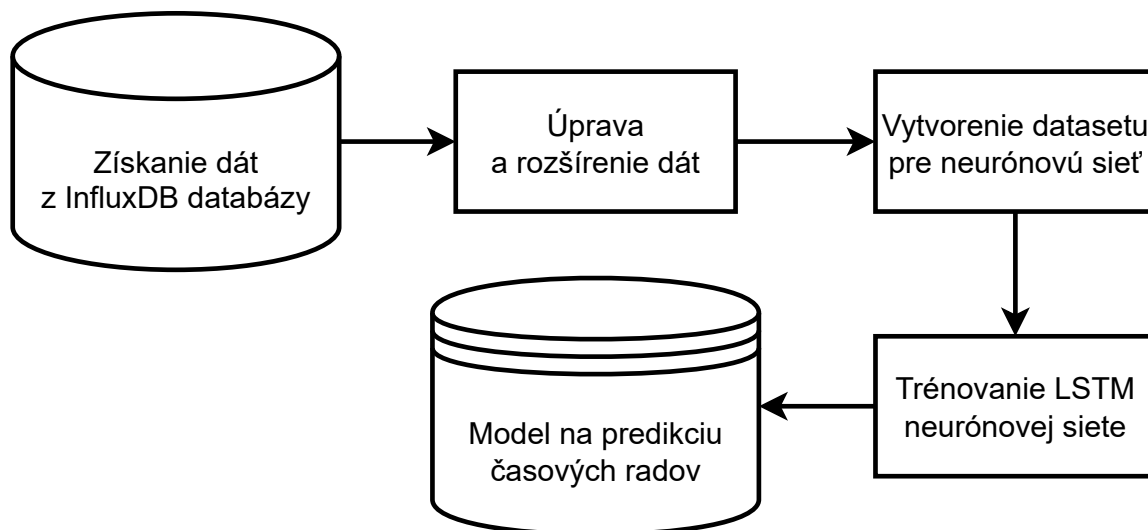 Získanie dát
z InfluxDB databázy
Úprava
a rozšírenie dát
Vytvorenie datasetu
pre neurónovú sieť
Trénovanie LSTM
neurónovej siete
Model na predikciu
časových radov